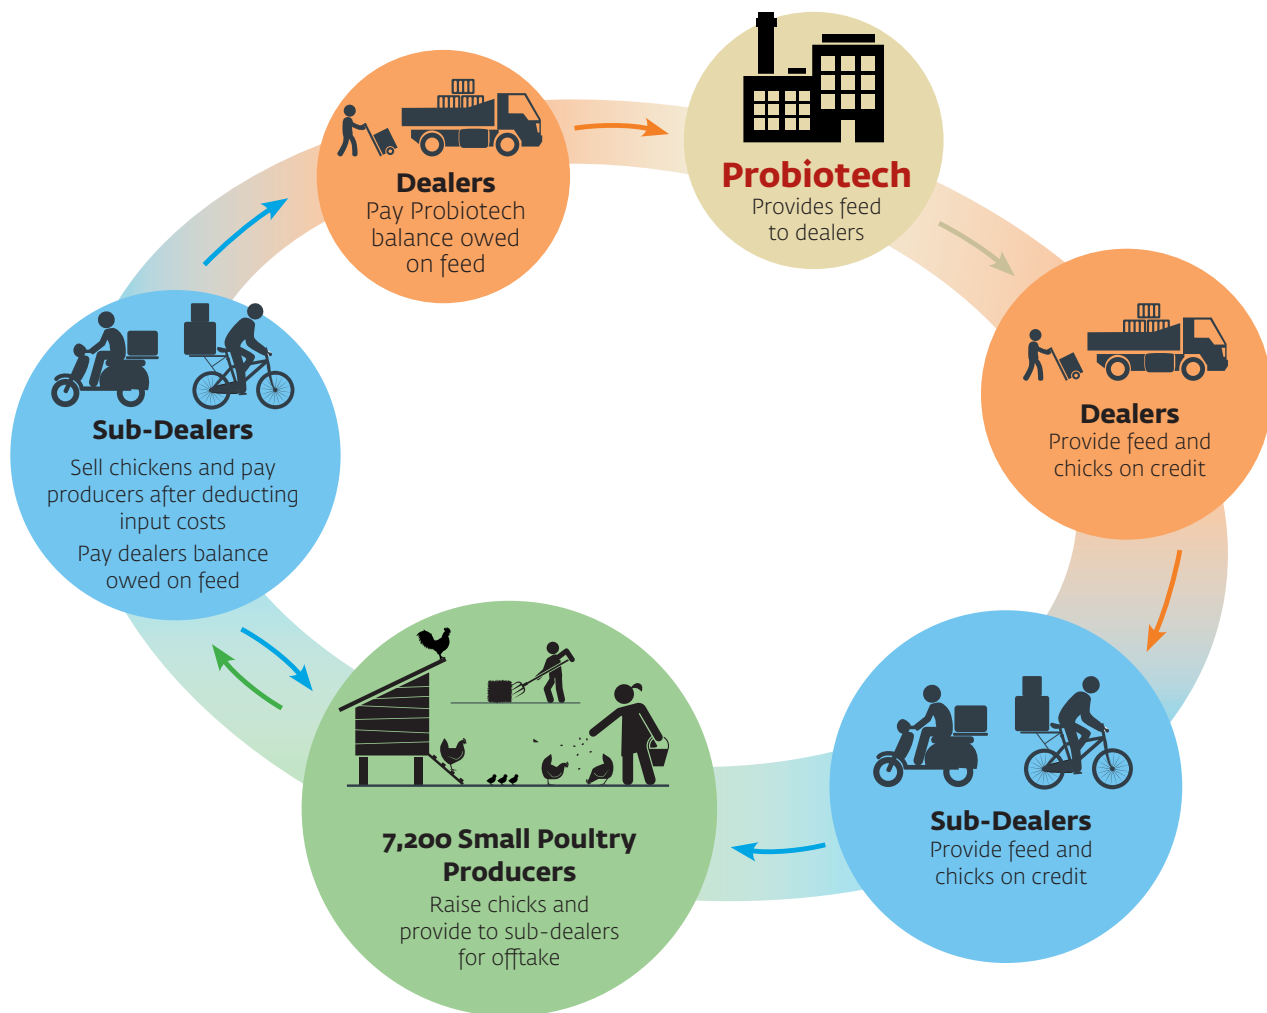 Probiotech
Provides feed
to dealers
Dealers
Provide feed and
chicks on credit
Sub-Dealers
Provide feed and
chicks on credit
7,200 Small Poultry
Producers
Raise chicks and
provide to sub-dealers
for offtake
Sub-Dealers
Sell chickens and pay
producers after deducting
input costs
Pay dealers balance
owed on feed
Dealers
Pay Probiotech
balance owed
on feed